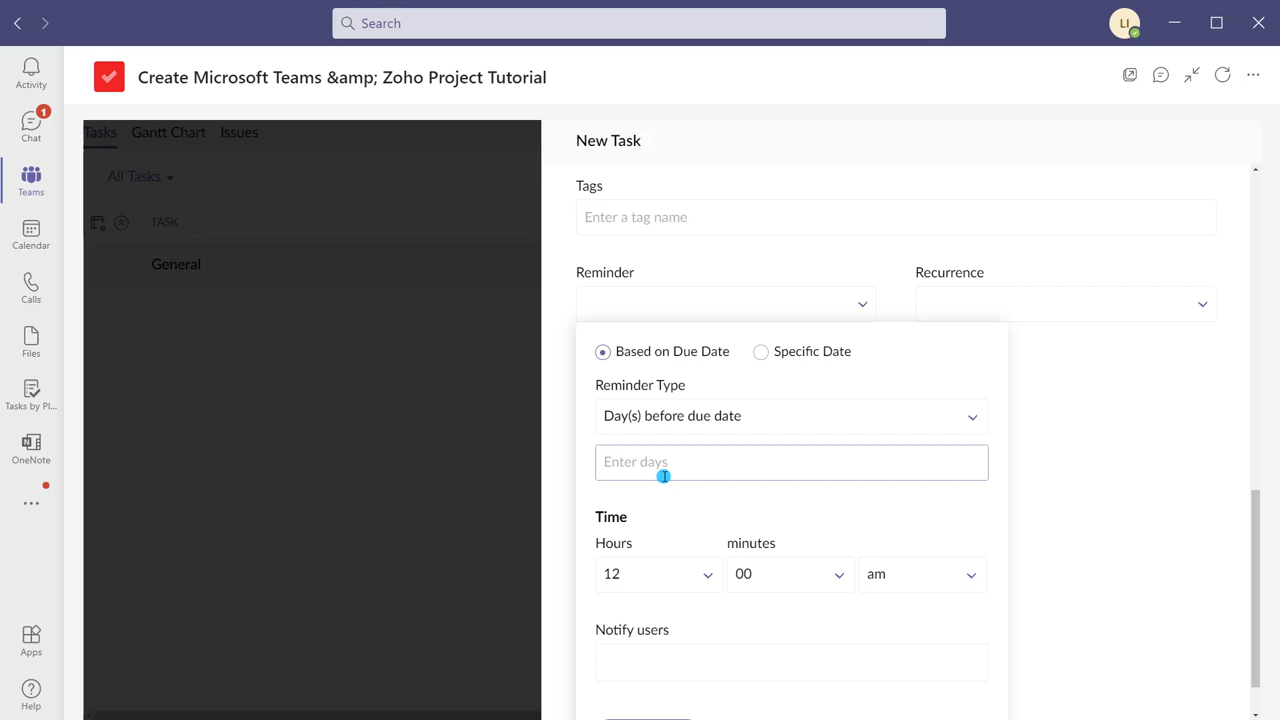 Search
LI
Activity
Chat
1
Teams
Calendar
Calls
Files
Tasks by Pl...
OneNote
Apps
Help
Create Microsoft Teams &amp; Zoho Project Tutorial
Tasks Gantt Chart Issues
All Tasks
TASK
General
New Task
Tags
Enter a tag name
Reminder Recurrence
Based on Due Date Specific Date
Reminder Type
Day(s) before due date
Enter days
Time
Hours minutes
12 00 am
Notify users